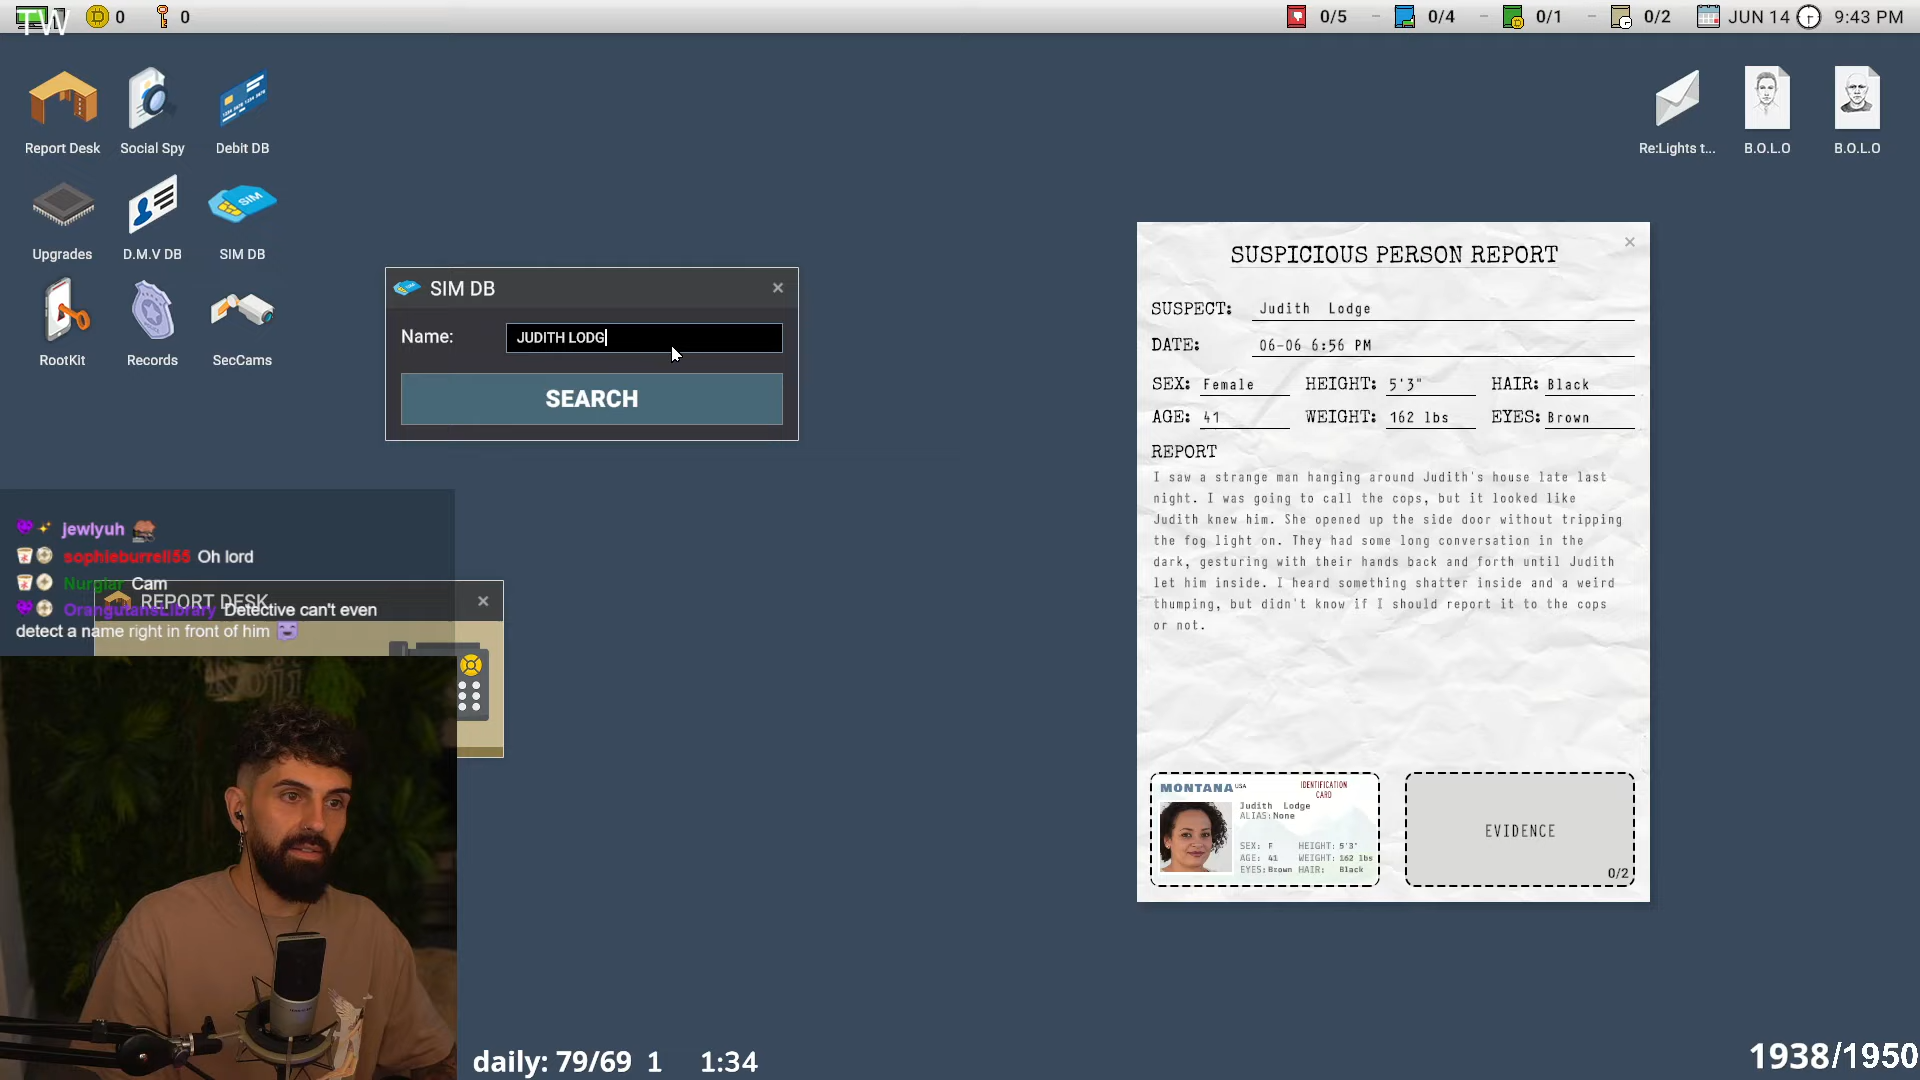 TW
0
0
0/5
0/4
0/1
0/2
JUN 14
9:43 PM
Report Desk
Social Spy
Debit DB
Upgrades
D.M.V DB
SIM DB
SIM
RootKit
Records
SecCams
Re:Lights t...
B.O.L.O
B.O.L.O
SIM DB
Name:
JUDITH LODG
SEARCH
SUSPICIOUS PERSON REPORT
SUSPECT: Judith Lodge
DATE: 06-06 6:56 PM
SEX: Female HEIGHT: 5'3" HAIR: Black
AGE: 41 WEIGHT: 162 lbs EYES: Brown
REPORT
I saw a strange man hanging around Judith's house late last
night. I was going to call the cops, but it looked like
Judith knew him. She opened up the side door without tripping
the fog light on. They had some long conversation in the
dark, gesturing with their hands back and forth until Judith
let him inside. I heard something shatter inside and a weird
thumping, but didn't know if I should report it to the cops
or not.
MONTANA USA IDENTIFICATION
CARD
Judith Lodge
ALIAS: None
SEX: F HEIGHT: 5'3"
AGE: 41 WEIGHT: 162 lbs
EYES: Brown HAIR: Black
EVIDENCE
0/2
jewlyuh
sophieburrell55 Oh lord
Nurglar Cam
REPORT DESK
OrangutansLibrary Detective can't even
detect a name right in front of him
daily: 79/69 1 1:34
1938/1950